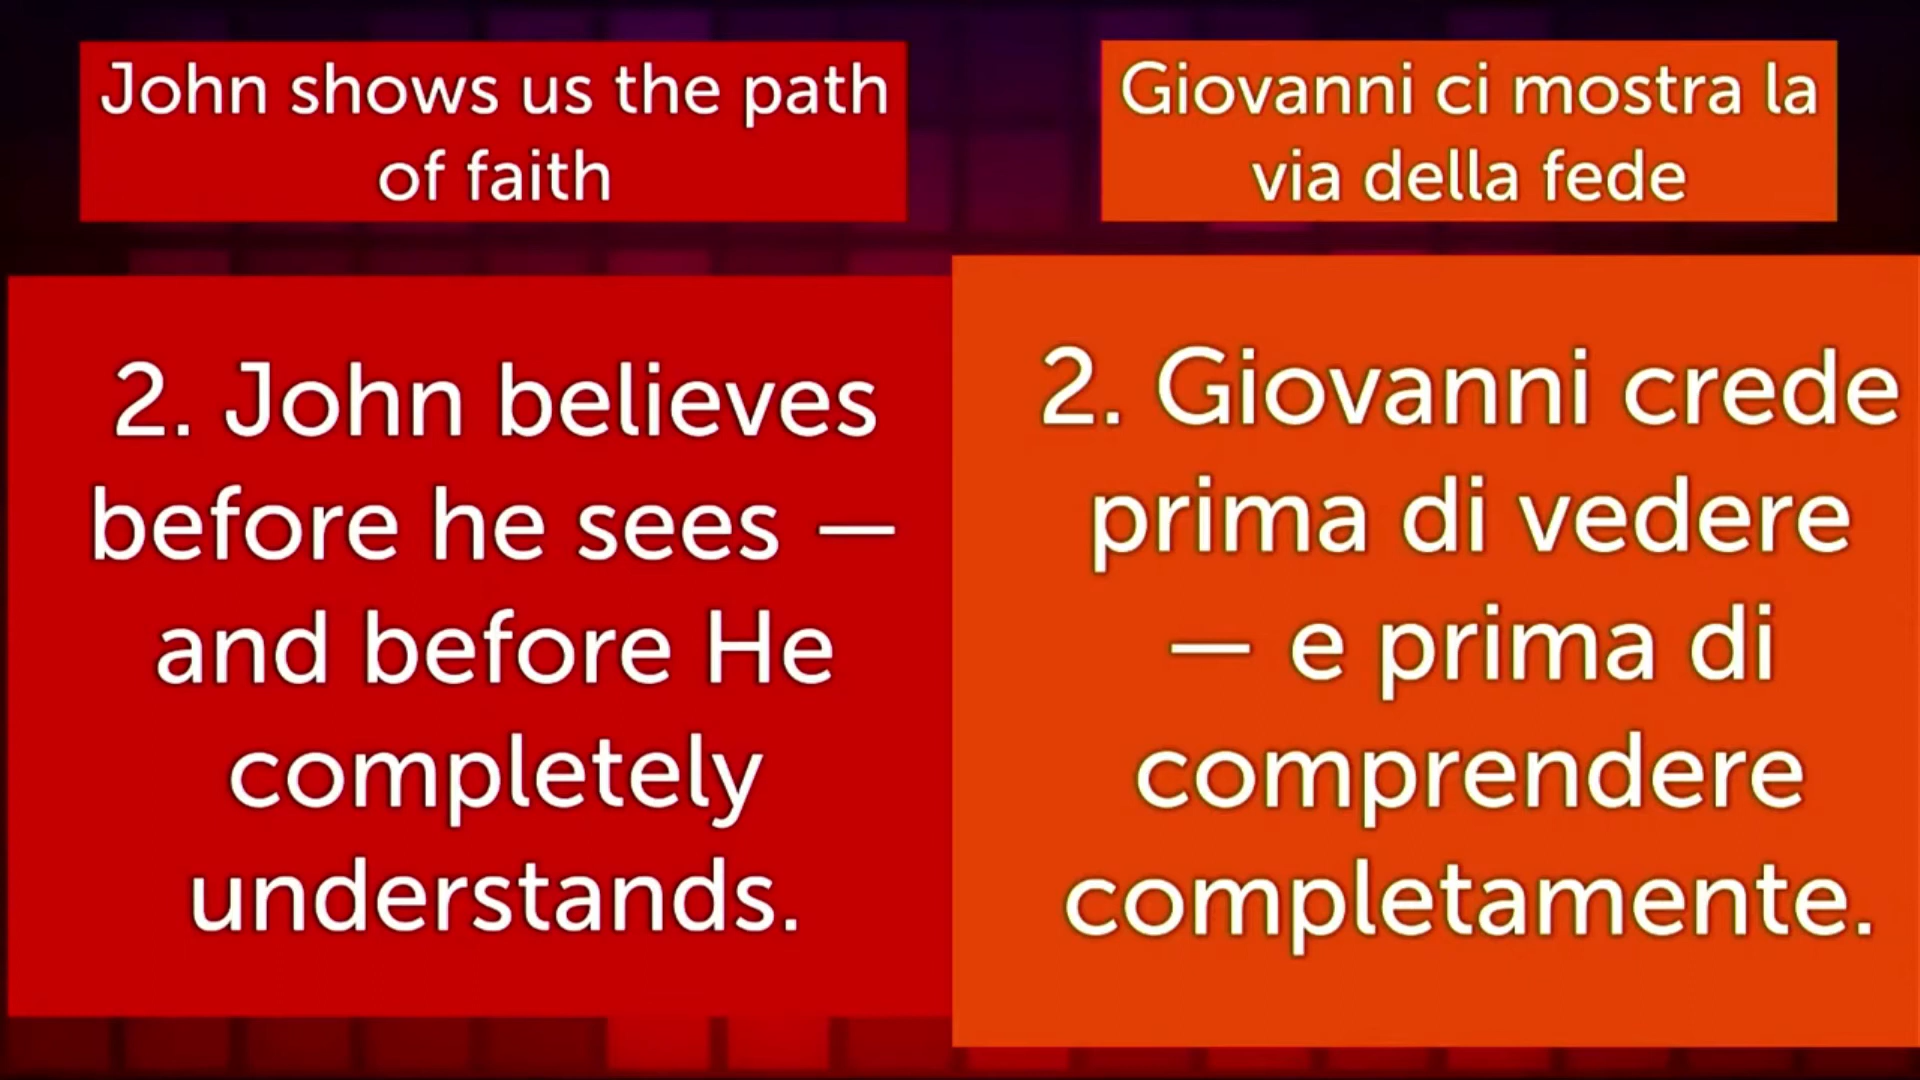 John shows us the path
of faith
2. John believes
before he sees —
and before He
completely
understands.
Giovanni ci mostra la
via della fede
2. Giovanni crede
prima di vedere
— e prima di
comprendere
completamente.